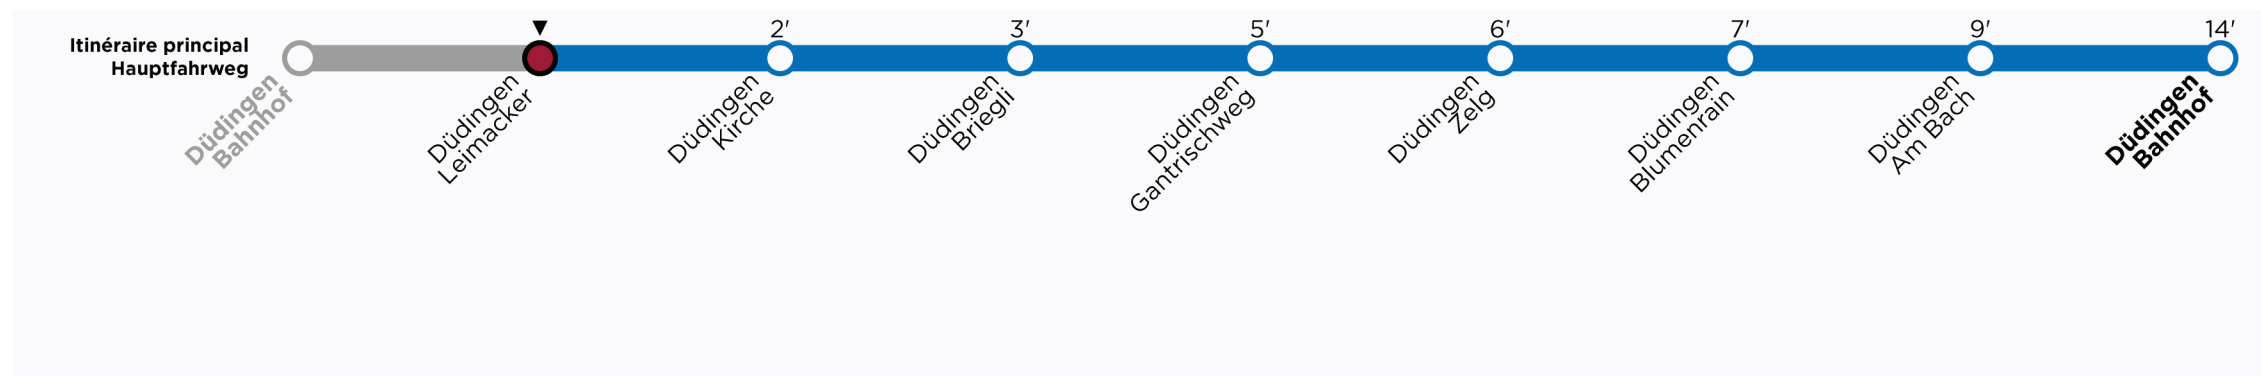 Itinéraire principal
Hauptfahrweg
2'
3'
5'
6'
7'
9'
14'
Düdingen
Bahnhof
Düdingen
Leimacker
Düdingen
Kirche
Düdingen
Briegli
Düdingen
Gantrischweg
Düdingen
Zelg
Düdingen
Blumenrain
Düdingen
Am Bach
Düdingen
Bahnhof